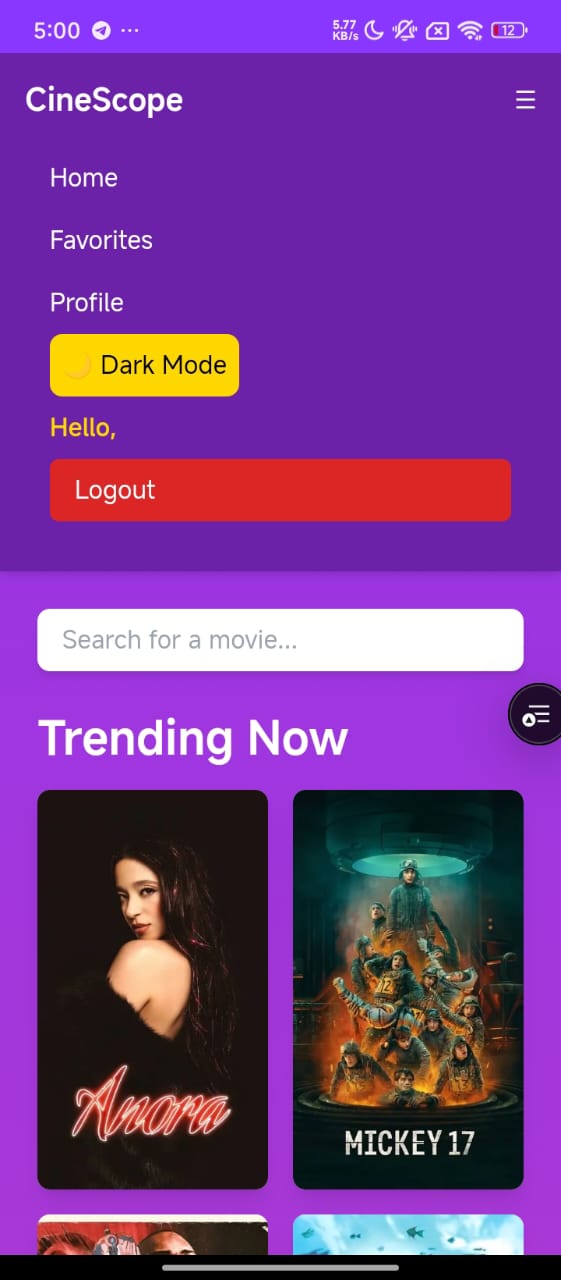 5:00 ...
5.77
KB/s
12
CineScope
Home
Favorites
Profile
🌙 Dark Mode
Hello,
Logout
Search for a movie...
Trending Now
Anora
MICKEY 17